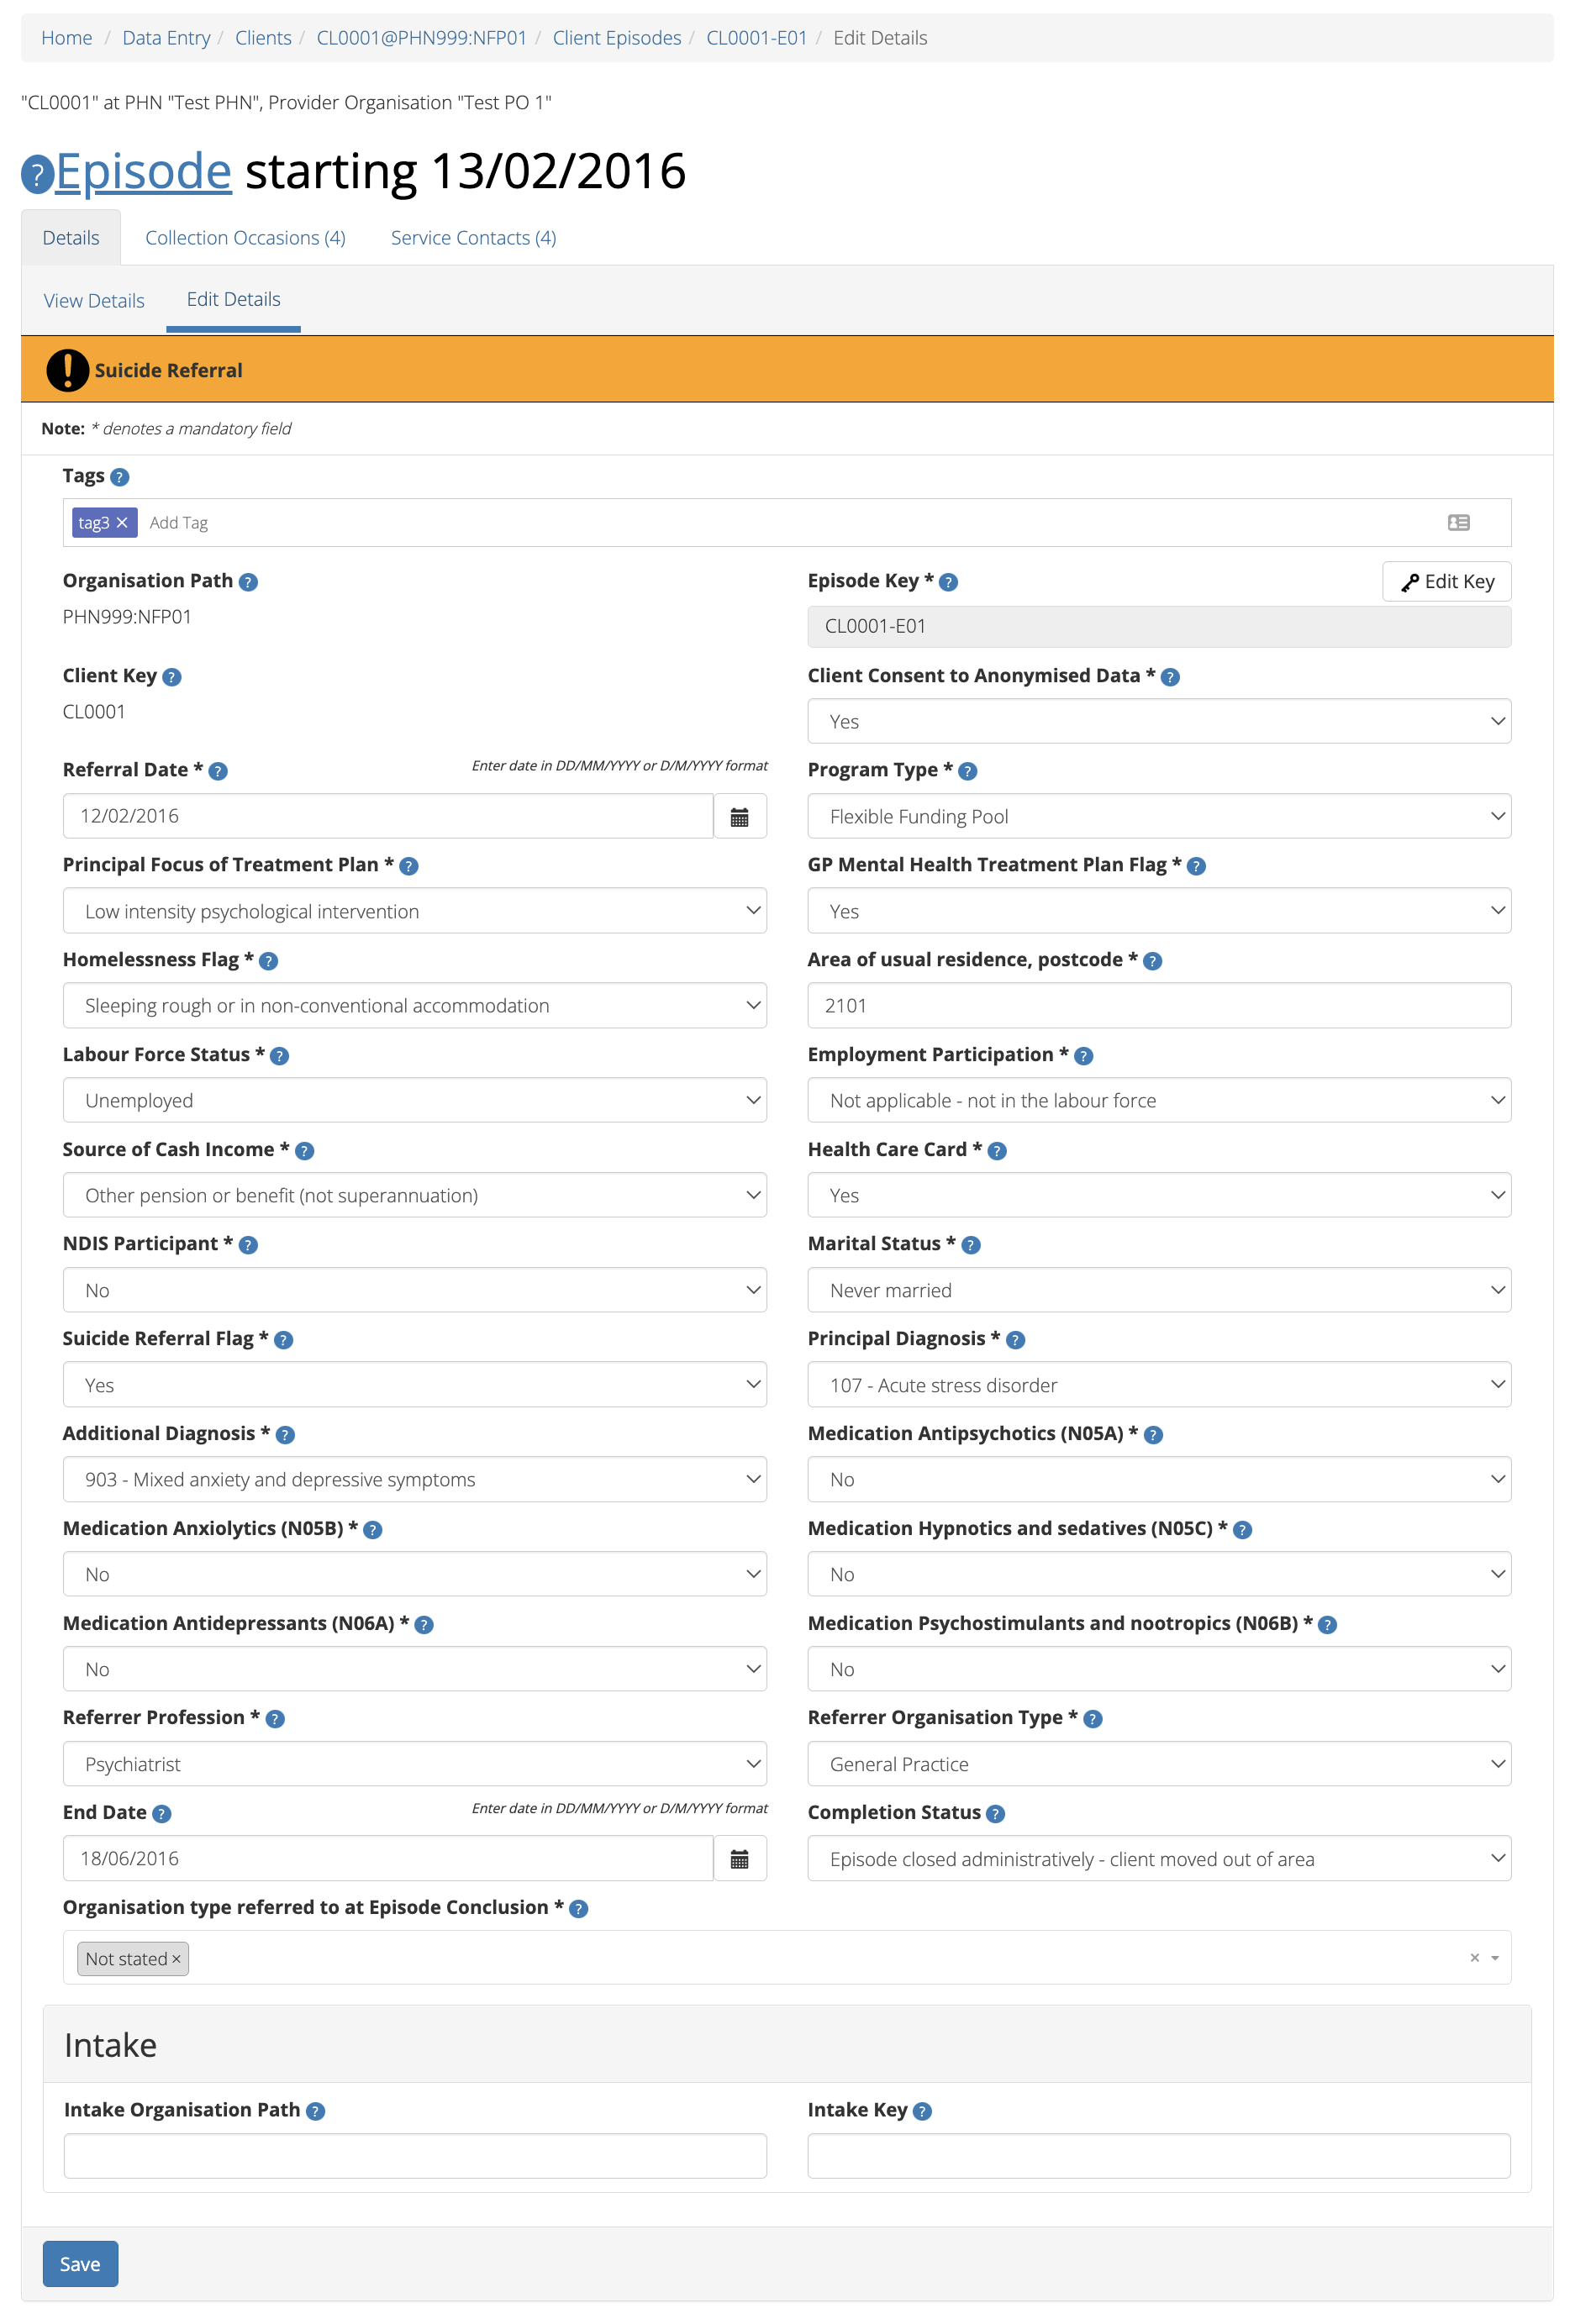 Home / Data Entry / Clients / CL0001@PHN999:NFP01 / Client Episodes / CL0001-E01 / Edit Details
"CL0001" at PHN "Test PHN", Provider Organisation "Test PO 1"
? Episode starting 13/02/2016
Details Collection Occasions (4) Service Contacts (4)
View Details Edit Details
! Suicide Referral
Note: * denotes a mandatory field
Tags ?
tag3 × Add Tag
Organisation Path ? Episode Key * ? Edit Key
PHN999:NFP01 CL0001-E01
Client Key ? Client Consent to Anonymised Data * ?
CL0001 Yes
Referral Date * ? Enter date in DD/MM/YYYY or D/M/YYYY format Program Type * ?
12/02/2016 Flexible Funding Pool
Principal Focus of Treatment Plan * ? GP Mental Health Treatment Plan Flag * ?
Low intensity psychological intervention Yes
Homelessness Flag * ? Area of usual residence, postcode * ?
Sleeping rough or in non-conventional accommodation 2101
Labour Force Status * ? Employment Participation * ?
Unemployed Not applicable - not in the labour force
Source of Cash Income * ? Health Care Card * ?
Other pension or benefit (not superannuation) Yes
NDIS Participant * ? Marital Status * ?
No Never married
Suicide Referral Flag * ? Principal Diagnosis * ?
Yes 107 - Acute stress disorder
Additional Diagnosis * ? Medication Antipsychotics (N05A) * ?
903 - Mixed anxiety and depressive symptoms No
Medication Anxiolytics (N05B) * ? Medication Hypnotics and sedatives (N05C) * ?
No No
Medication Antidepressants (N06A) * ? Medication Psychostimulants and nootropics (N06B) * ?
No No
Referrer Profession * ? Referrer Organisation Type * ?
Psychiatrist General Practice
End Date ? Enter date in DD/MM/YYYY or D/M/YYYY format Completion Status ?
18/06/2016 Episode closed administratively - client moved out of area
Organisation type referred to at Episode Conclusion * ?
Not stated × ×
Intake
Intake Organisation Path ? Intake Key ?
Save